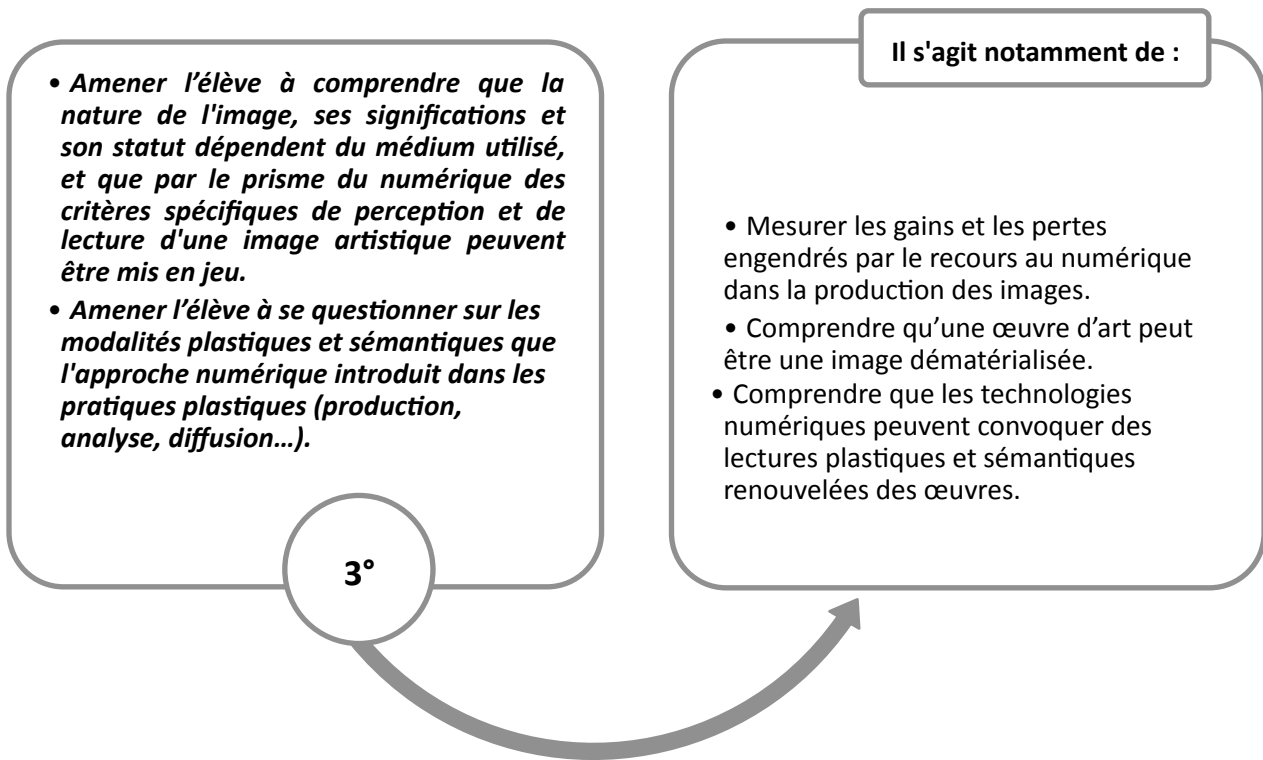 • Amener l’élève à comprendre que la
nature de l'image, ses significations et
son statut dépendent du médium utilisé,
et que par le prisme du numérique des
critères spécifiques de perception et de
lecture d'une image artistique peuvent
être mis en jeu.
• Amener l’élève à se questionner sur les
modalités plastiques et sémantiques que
l'approche numérique introduit dans les
pratiques plastiques (production,
analyse, diffusion…).
3°
Il s'agit notamment de :
• Mesurer les gains et les pertes
engendrés par le recours au numérique
dans la production des images.
• Comprendre qu’une œuvre d’art peut
être une image dématérialisée.
• Comprendre que les technologies
numériques peuvent convoquer des
lectures plastiques et sémantiques
renouvelées des œuvres.